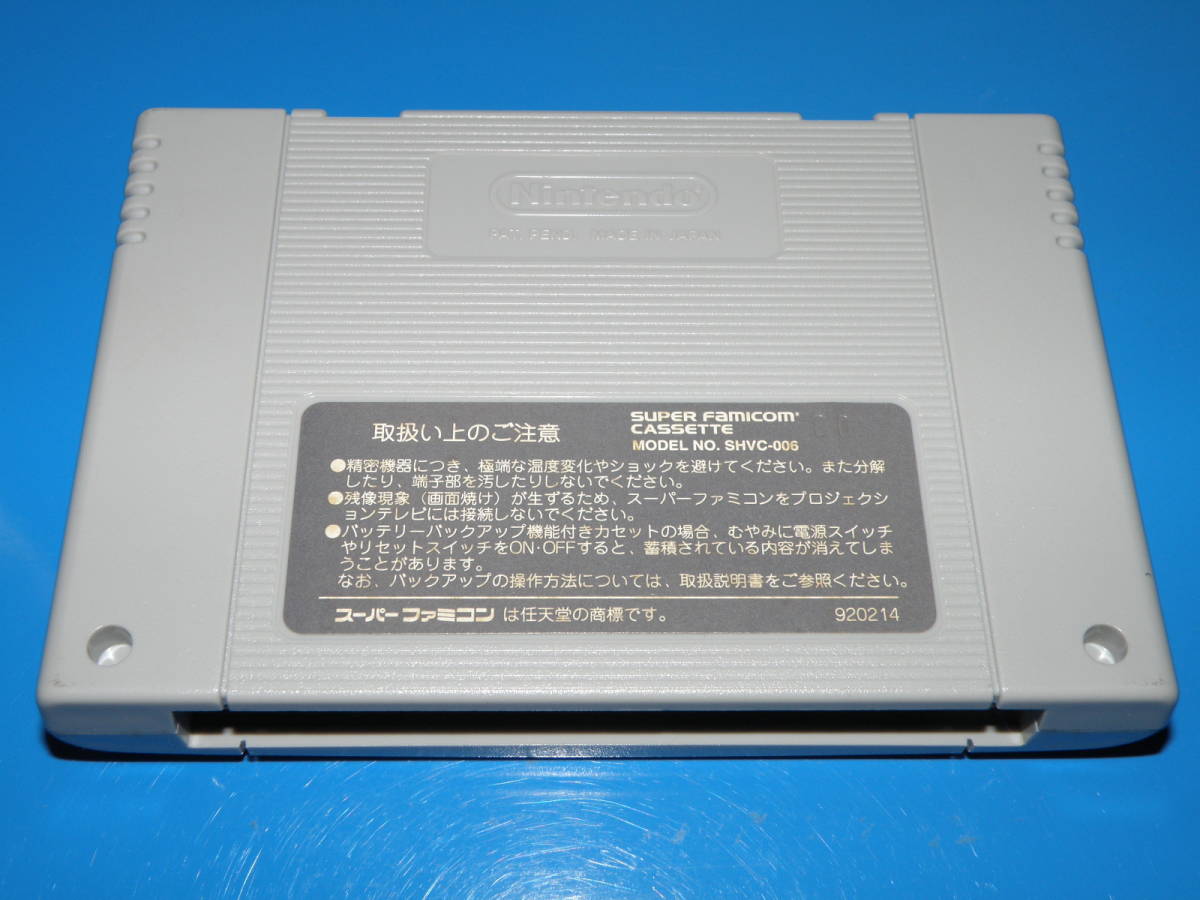 Nintendo
PAT. PEND. MADE IN JAPAN
取扱い上のご注意
SUPER FAMICOM
CASSETTE
MODEL NO. SHVC-006
●精密機器につき、極端な温度変化やショックを避けてください。また分解
したり、端子部を汚したりしないでください。
●残像現象（画面焼け）が生ずるため、スーパーファミコンをプロジェクシ
ョンテレビには接続しないでください。
●バッテリーバックアップ機能付きカセットの場合、むやみに電源スイッチ
やリセットスイッチをON・OFFすると、蓄積されている内容が消えてしま
うことがあります。
なお、バックアップの操作方法については、取扱説明書をご参照ください。
スーパーファミコン は任天堂の商標です。
920214